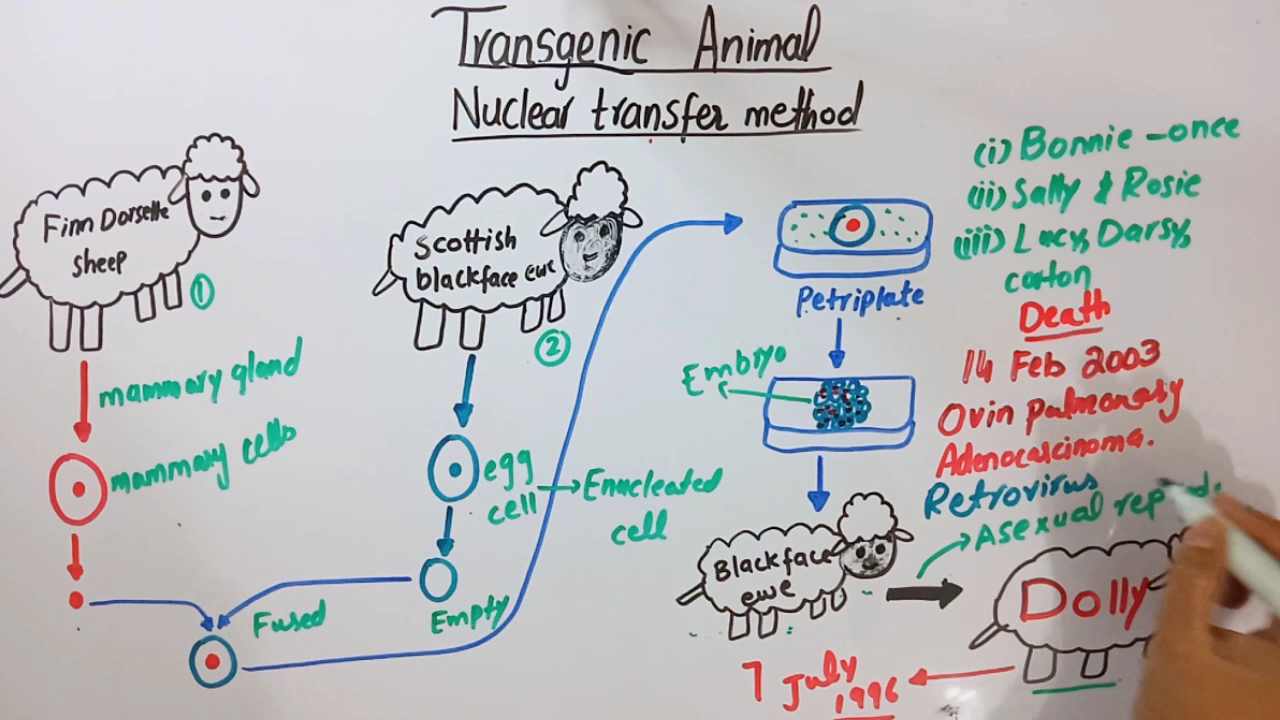 Transgenic Animal
Nuclear transfer method
Finn Dorsette
sheep
①
mammary gland
mammary cells
Scottish
blackface ewe
②
egg
cell
Enucleated
cell
Fused
Empty
Petriplate
Embryo
Blackface
ewe
(i) Bonnie - once
(ii) Sally & Rosie
(iii) Lucy, Darsy,
carton
Death
14 Feb 2003
Ovin pulmonary
Adenocarcinoma.
Retrovirus
Asexual reprod.
Dolly
7 July
1996